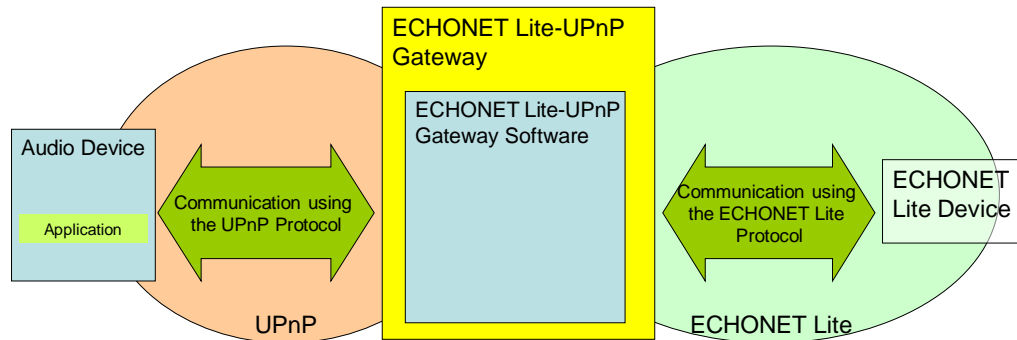 ECHONET Lite-UPnP
Gateway
ECHONET Lite-UPnP
Gateway Software
Audio Device
Application
Communication using
the UPnP Protocol
Communication using
the ECHONET Lite
Protocol
ECHONET
Lite Device
UPnP
ECHONET Lite